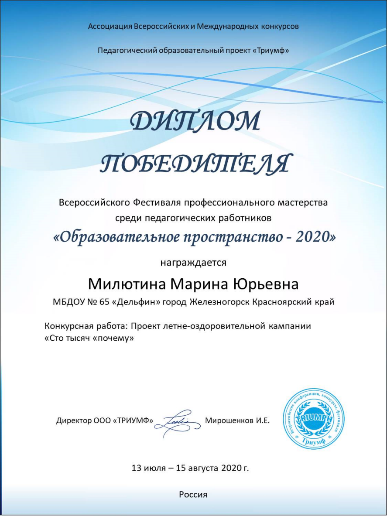 Ассоциация Всероссийских и Международных конкурсов
Педагогический образовательный проект «Триумф»
ДИПЛОМ
ПОБЕДИТЕЛЯ
Всероссийского Фестиваля профессионального мастерства
среди педагогических работников
«Образовательное пространство - 2020»
награждается
Милютина Марина Юрьевна
МБДОУ № 65 «Дельфин» город Железногорск Красноярский край
Конкурсная работа: Проект летне-оздоровительной кампании
«Сто тысяч «почему»
Директор ООО «ТРИУМФ» Мирошенков И.Е.
ТРИУМФ
Триумф
13 июля – 15 августа 2020 г.
Россия